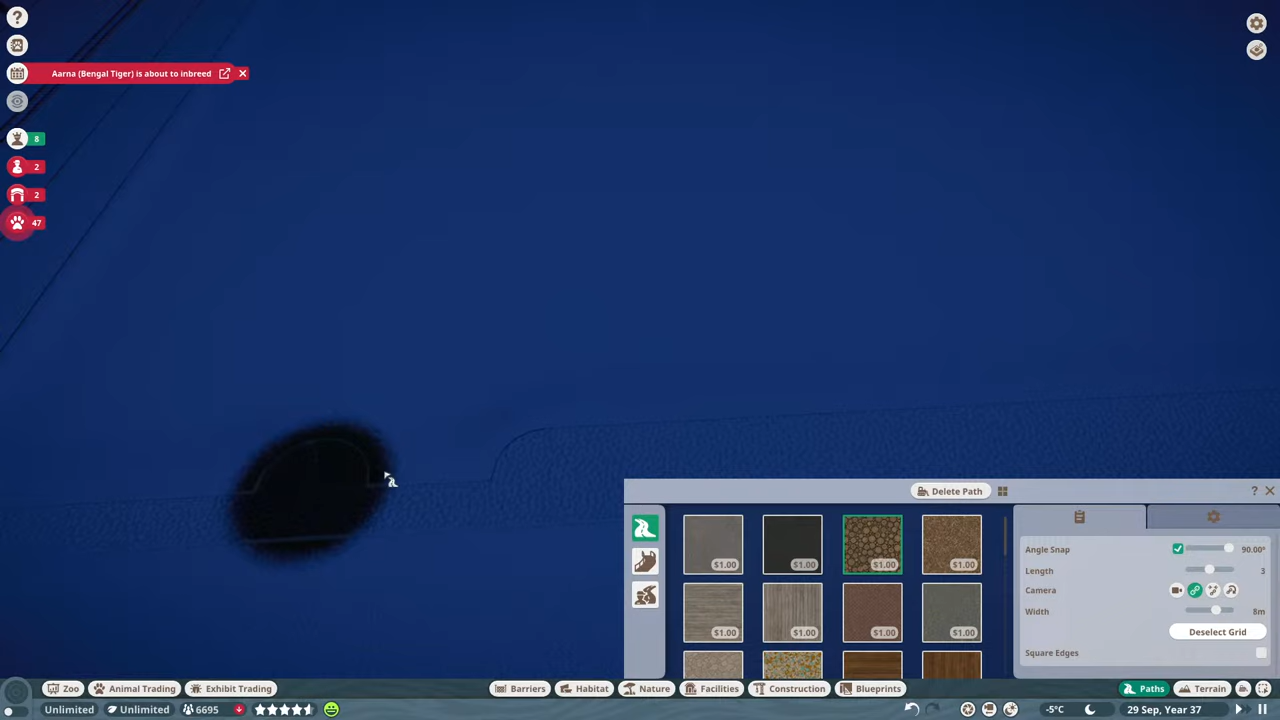 ?
Aarna (Bengal Tiger) is about to inbreed
8
2
2
47
Delete Path
?
$1.00 $1.00 $1.00 $1.00
$1.00 $1.00 $1.00 $1.00
Angle Snap 90.00°
Length 3
Camera
Width 8m
Deselect Grid
Square Edges
Zoo Animal Trading Exhibit Trading Barriers Habitat Nature Facilities Construction Blueprints Paths Terrain
Unlimited Unlimited 6695 -5°C 29 Sep, Year 37